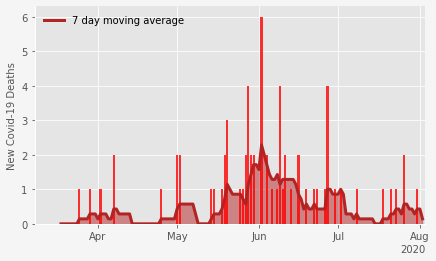 7 day moving average
New Covid-19 Deaths
6
5
4
3
2
1
0
Apr
May
Jun
Jul
Aug
2020